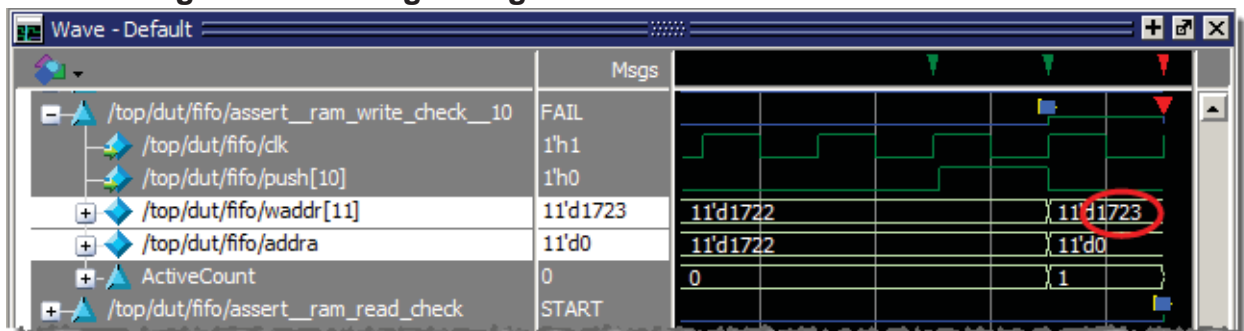 Wave - Default
Msgs
/top/dut/fifo/assert__ram_write_check__10 FAIL
/top/dut/fifo/clk 1'h1
/top/dut/fifo/push[10] 1'h0
/top/dut/fifo/waddr[11] 11'd1723 11'd1722 11'd1723
/top/dut/fifo/addra 11'd0 11'd1722 11'd0
ActiveCount 0 0 1
/top/dut/fifo/assert__ram_read_check START